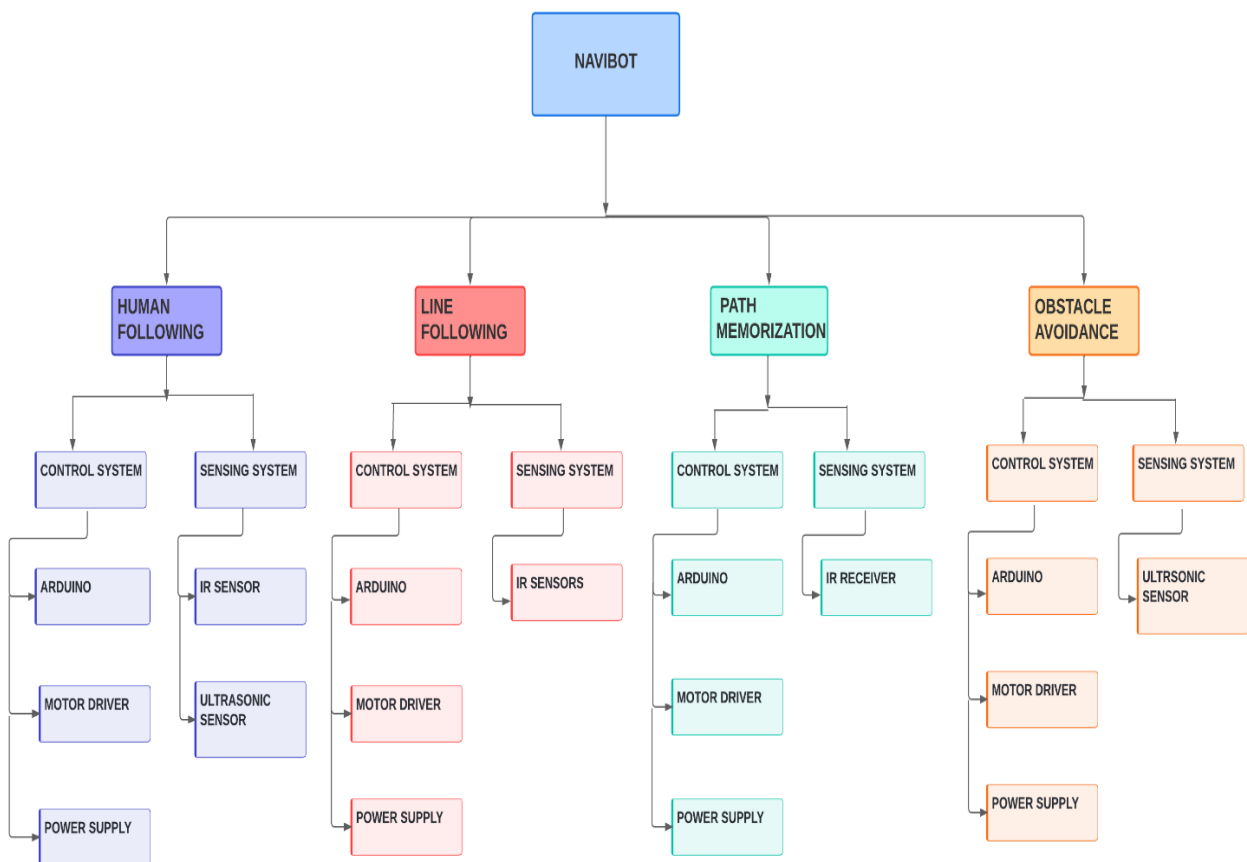 NAVIBOT
HUMAN
FOLLOWING
LINE
FOLLOWING
PATH
MEMORIZATION
OBSTACLE
AVOIDANCE
CONTROL SYSTEM
SENSING SYSTEM
CONTROL SYSTEM
SENSING SYSTEM
CONTROL SYSTEM
SENSING SYSTEM
CONTROL SYSTEM
SENSING SYSTEM
ARDUINO
IR SENSOR
ARDUINO
IR SENSORS
ARDUINO
IR RECEIVER
ARDUINO
ULTRSONIC
SENSOR
MOTOR DRIVER
ULTRASONIC
SENSOR
MOTOR DRIVER
MOTOR DRIVER
MOTOR DRIVER
POWER SUPPLY
POWER SUPPLY
POWER SUPPLY
POWER SUPPLY